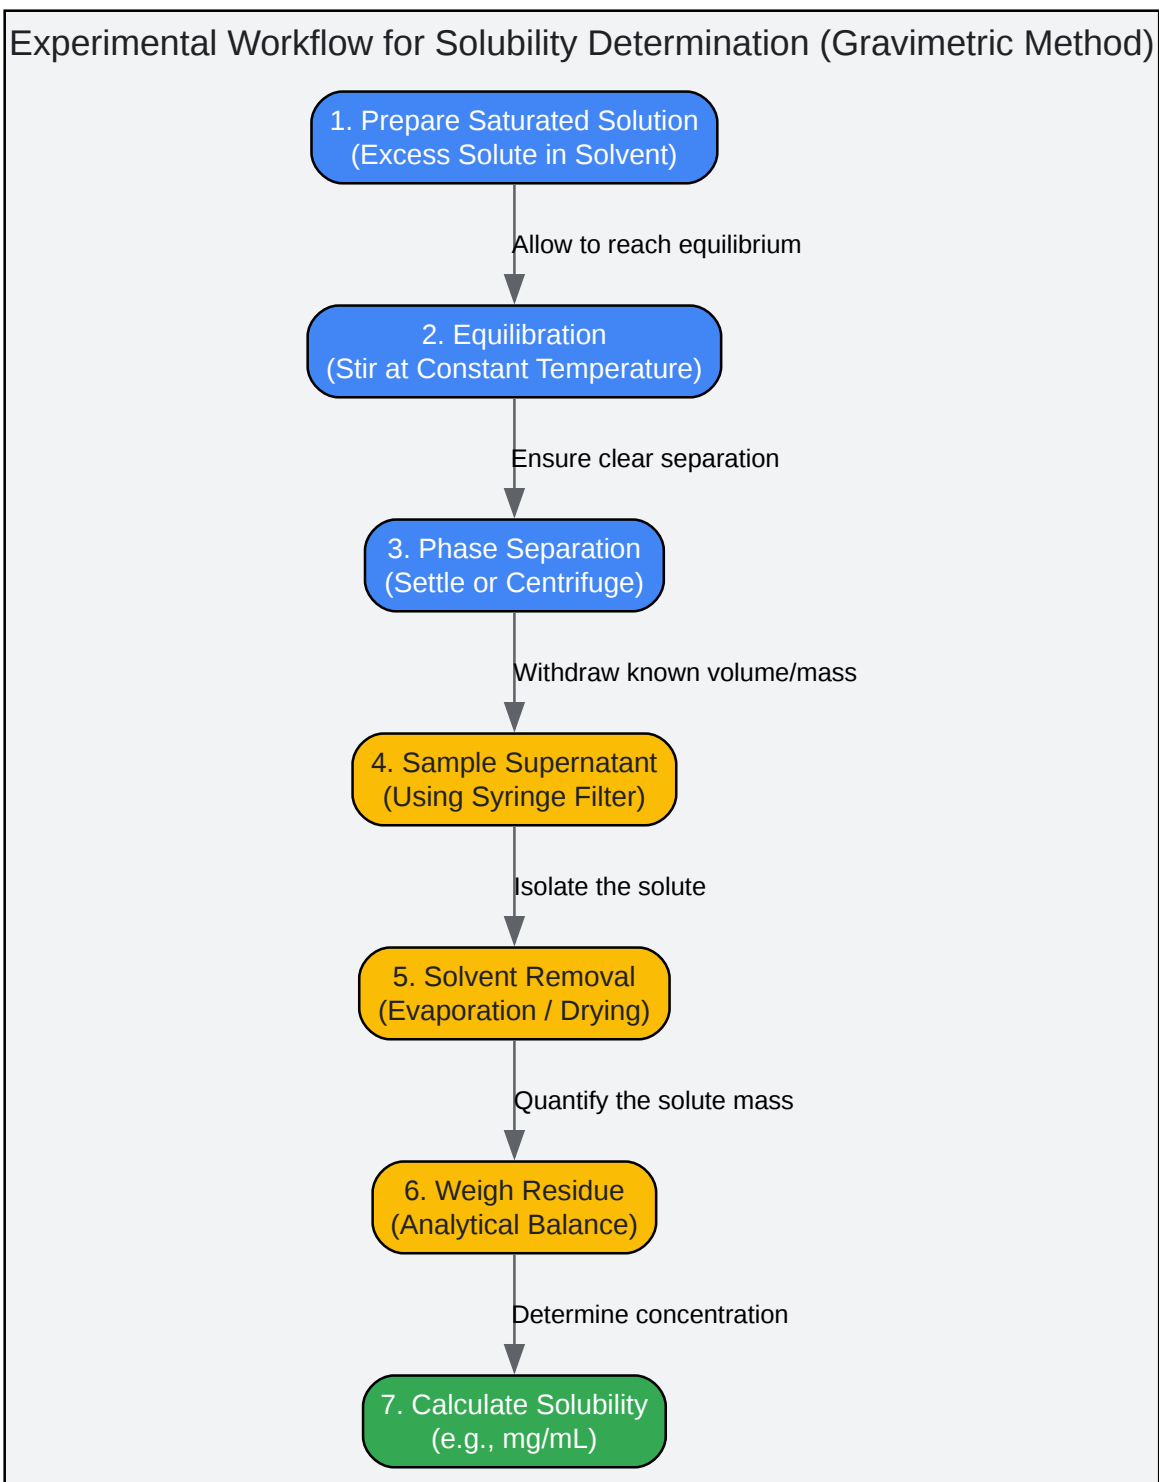 Experimental Workflow for Solubility Determination (Gravimetric Method)
1. Prepare Saturated Solution
(Excess Solute in Solvent)
Allow to reach equilibrium
2. Equilibration
(Stir at Constant Temperature)
Ensure clear separation
3. Phase Separation
(Settle or Centrifuge)
Withdraw known volume/mass
4. Sample Supernatant
(Using Syringe Filter)
Isolate the solute
5. Solvent Removal
(Evaporation / Drying)
Quantify the solute mass
6. Weigh Residue
(Analytical Balance)
Determine concentration
7. Calculate Solubility
(e.g., mg/mL)